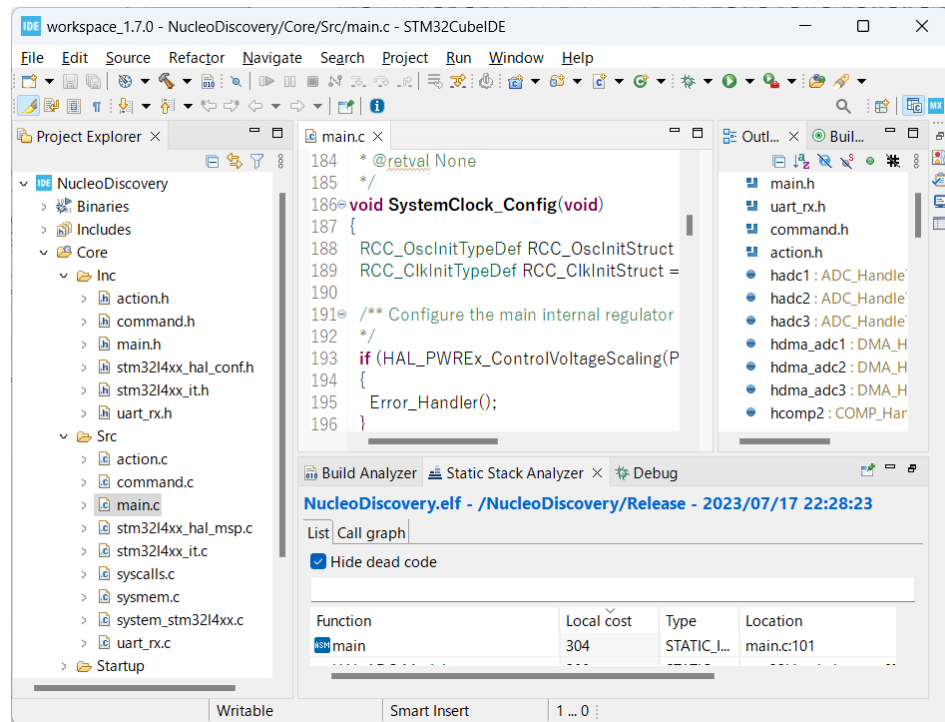 IDE workspace_1.7.0 - NucleoDiscovery/Core/Src/main.c - STM32CubeIDE
File Edit Source Refactor Navigate Search Project Run Window Help
Project Explorer
NucleoDiscovery
Binaries
Includes
Core
Inc
action.h
command.h
main.h
stm32l4xx_hal_conf.h
stm32l4xx_it.h
uart_rx.h
Src
action.c
command.c
main.c
stm32l4xx_hal_msp.c
stm32l4xx_it.c
syscalls.c
sysmem.c
system_stm32l4xx.c
uart_rx.c
Startup
main.c
184 * @retval None
185 */
186 void SystemClock_Config(void)
187 {
188 RCC_OscInitTypeDef RCC_OscInitStruct
189 RCC_ClkInitTypeDef RCC_ClkInitStruct =
190
191 /** Configure the main internal regulator
192 */
193 if (HAL_PWREx_ControlVoltageScaling(P
194 {
195 Error_Handler();
196 }
Outl... Buil...
main.h
uart_rx.h
command.h
action.h
hadc1 : ADC_Handle
hadc2 : ADC_Handle
hadc3 : ADC_Handle
hdma_adc1 : DMA_H
hdma_adc2 : DMA_H
hdma_adc3 : DMA_H
hcomp2 : COMP_Har
Build Analyzer Static Stack Analyzer Debug
NucleoDiscovery.elf - /NucleoDiscovery/Release - 2023/07/17 22:28:23
List Call graph
Hide dead code
Function Local cost Type Location
main 304 STATIC_I... main.c:101
Writable Smart Insert 1 ... 0